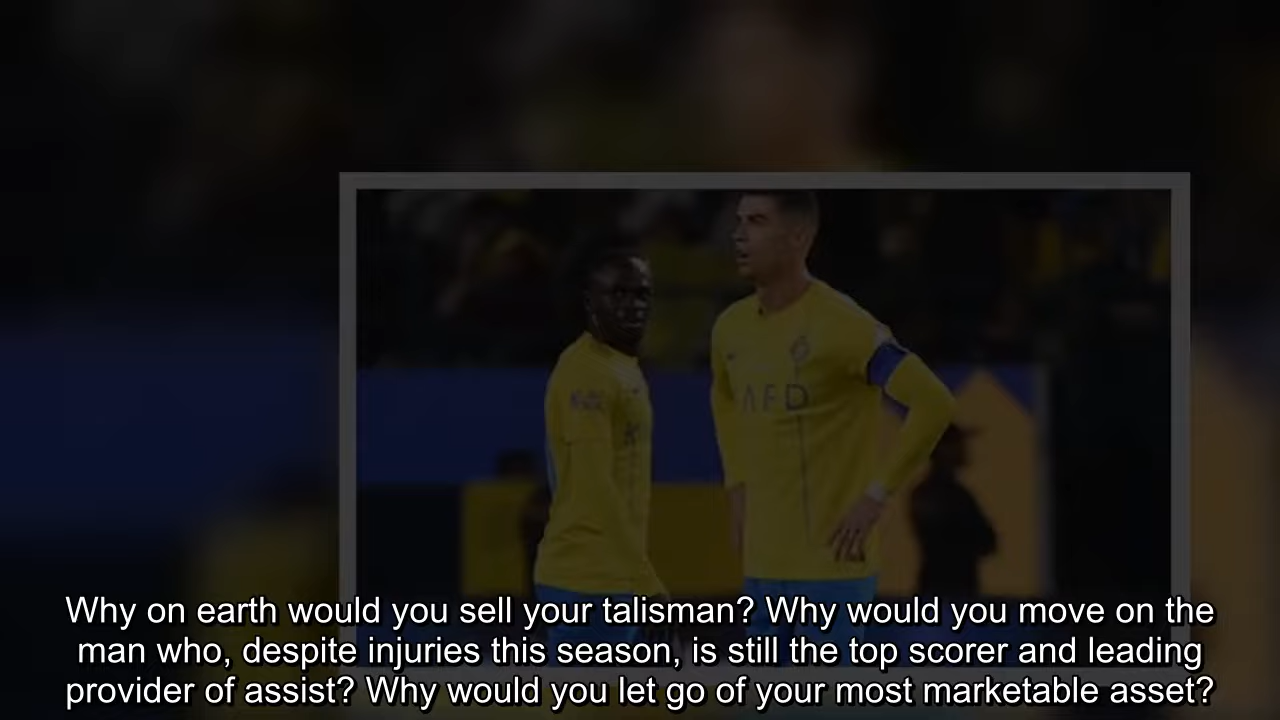 AFD
Why on earth would you sell your talisman? Why would you move on the
man who, despite injuries this season, is still the top scorer and leading
provider of assist? Why would you let go of your most marketable asset?